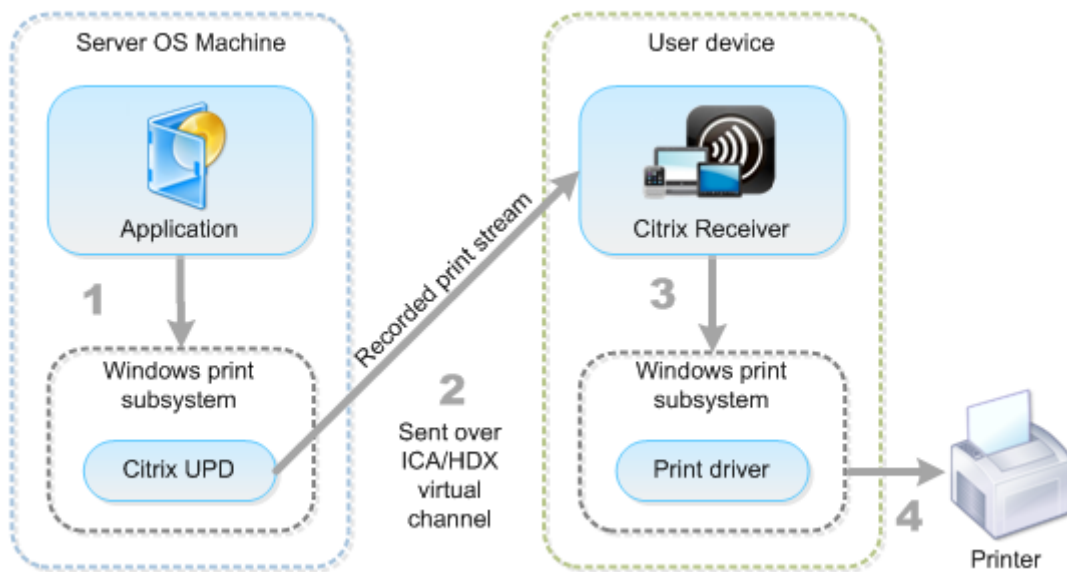 Server OS Machine
Application
1
Windows print
subsystem
Citrix UPD
Recorded print stream
2
Sent over
ICA/HDX
virtual
channel
User device
Citrix Receiver
3
Windows print
subsystem
Print driver
4
Printer